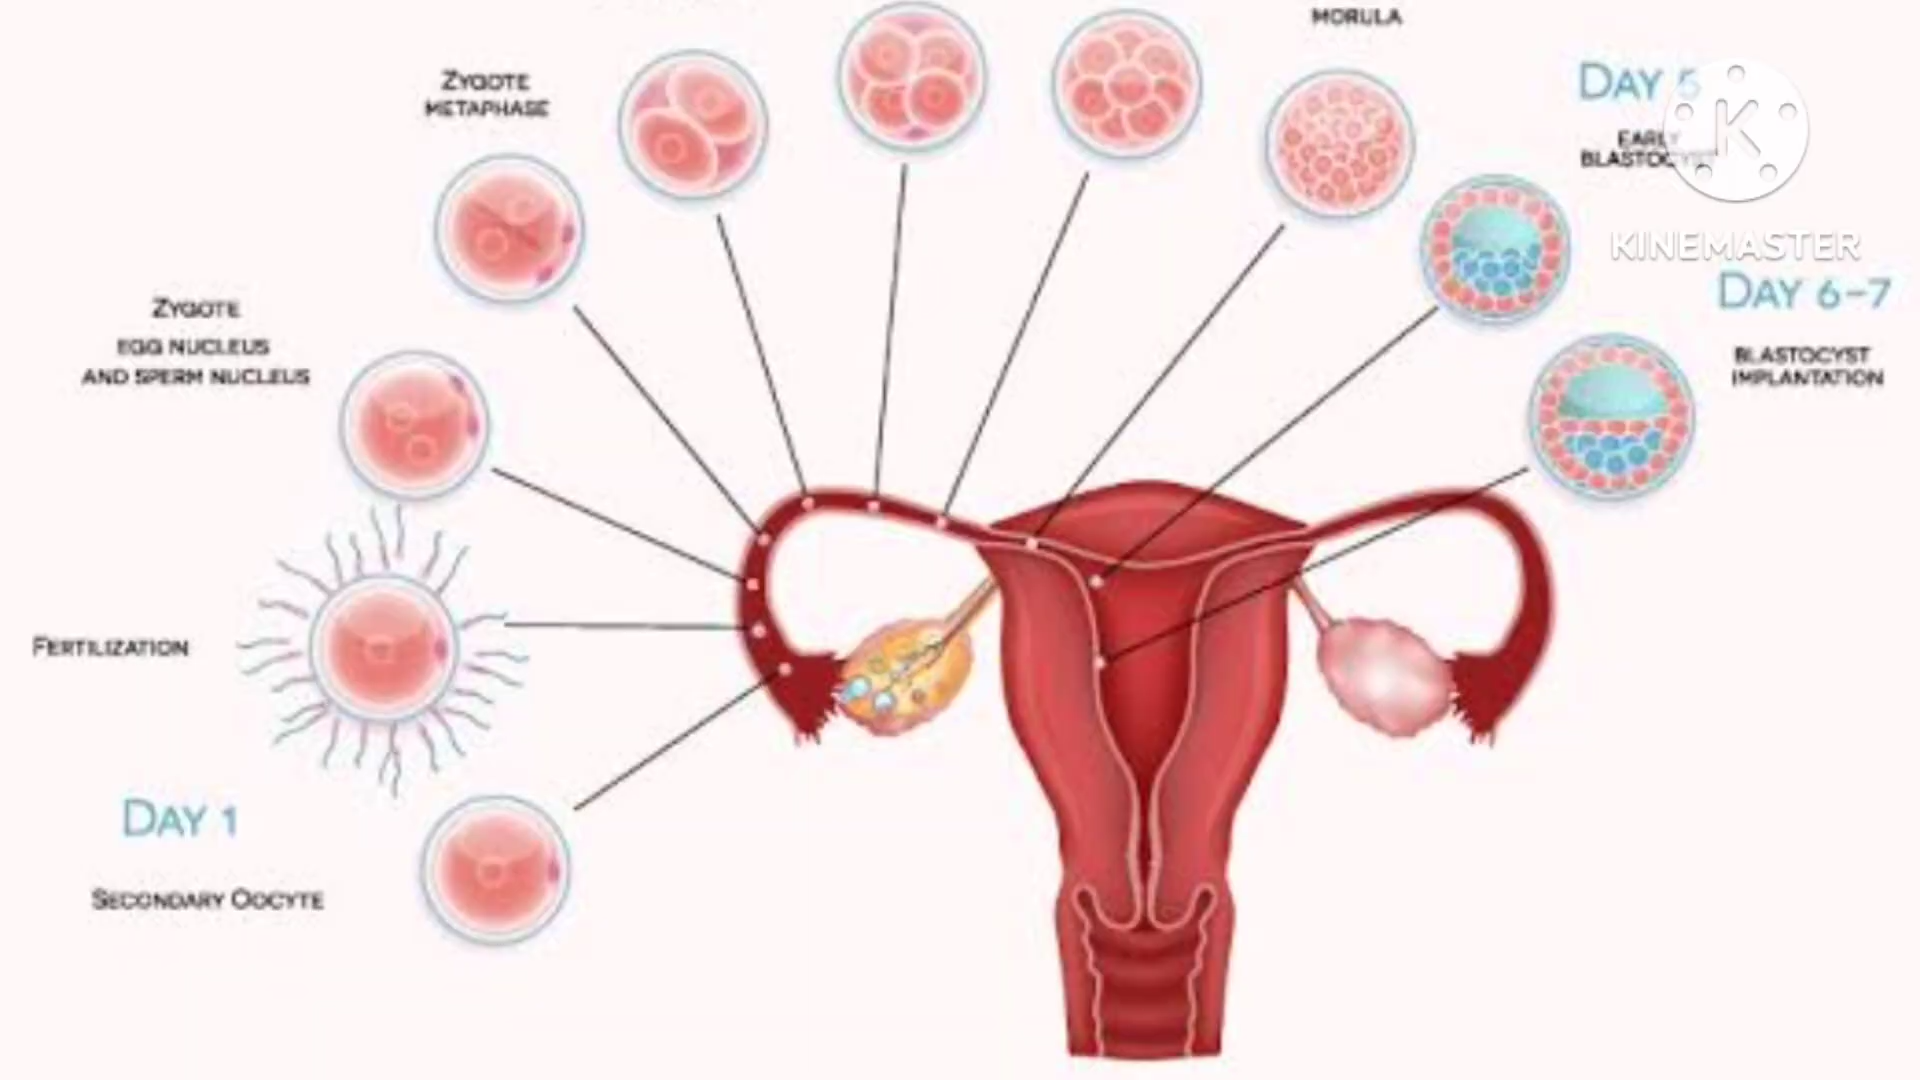 MORULA
ZYGOTE
METAPHASE
DAY 5
EARLY
BLASTOCYST
K
KINEMASTER
DAY 6-7
ZYGOTE
EGG NUCLEUS
AND SPERM NUCLEUS
BLASTOCYST
IMPLANTATION
FERTILIZATION
DAY 1
SECONDARY OOCYTE